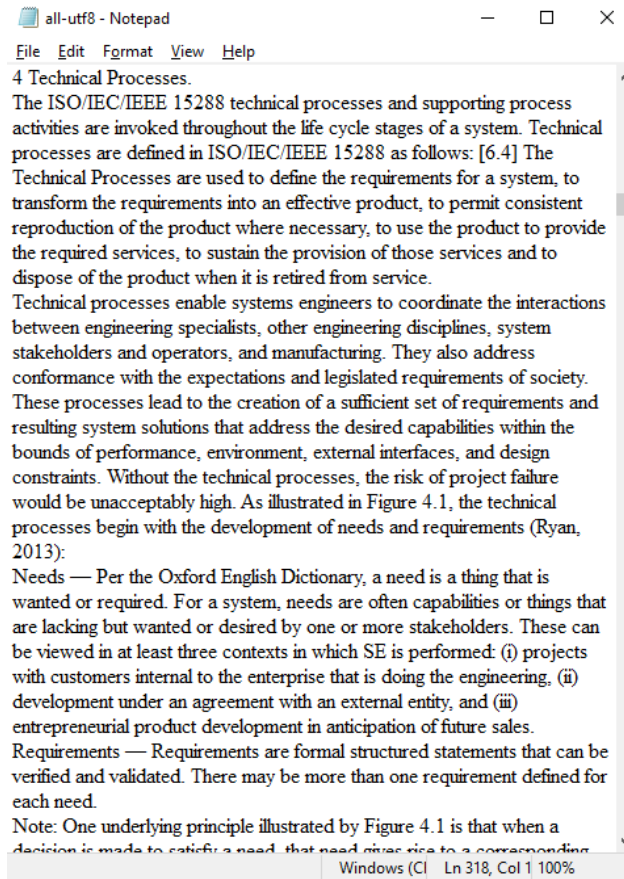 all-utf8 - Notepad
File Edit Format View Help
4 Technical Processes.
The ISO/IEC/IEEE 15288 technical processes and supporting process
activities are invoked throughout the life cycle stages of a system. Technical
processes are defined in ISO/IEC/IEEE 15288 as follows: [6.4] The
Technical Processes are used to define the requirements for a system, to
transform the requirements into an effective product, to permit consistent
reproduction of the product where necessary, to use the product to provide
the required services, to sustain the provision of those services and to
dispose of the product when it is retired from service.
Technical processes enable systems engineers to coordinate the interactions
between engineering specialists, other engineering disciplines, system
stakeholders and operators, and manufacturing. They also address
conformance with the expectations and legislated requirements of society.
These processes lead to the creation of a sufficient set of requirements and
resulting system solutions that address the desired capabilities within the
bounds of performance, environment, external interfaces, and design
constraints. Without the technical processes, the risk of project failure
would be unacceptably high. As illustrated in Figure 4.1, the technical
processes begin with the development of needs and requirements (Ryan,
2013):
Needs — Per the Oxford English Dictionary, a need is a thing that is
wanted or required. For a system, needs are often capabilities or things that
are lacking but wanted or desired by one or more stakeholders. These can
be viewed in at least three contexts in which SE is performed: (i) projects
with customers internal to the enterprise that is doing the engineering, (ii)
development under an agreement with an external entity, and (iii)
entrepreneurial product development in anticipation of future sales.
Requirements — Requirements are formal structured statements that can be
verified and validated. There may be more than one requirement defined for
each need.
Note: One underlying principle illustrated by Figure 4.1 is that when a
decision is made to satisfy a need, that need gives rise to a corresponding
Windows (Cl Ln 318, Col 1 100%